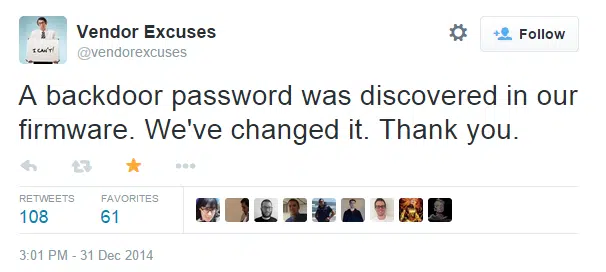 Vendor Excuses
@vendorexcuses
Follow
I CAN'T!
A backdoor password was discovered in our
firmware. We've changed it. Thank you.
RETWEETS
108
FAVORITES
61
3:01 PM - 31 Dec 2014